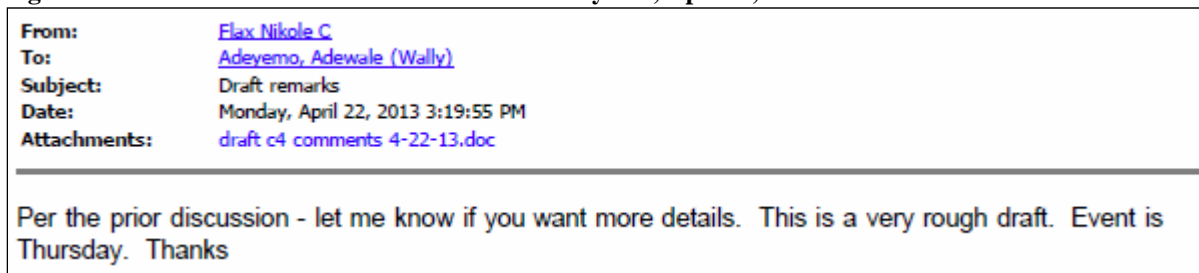 From: Flax Nikole C
To: Adeyemo, Adewale (Wally)
Subject: Draft remarks
Date: Monday, April 22, 2013 3:19:55 PM
Attachments: draft c4 comments 4-22-13.doc
Per the prior discussion - let me know if you want more details. This is a very rough draft. Event is
Thursday. Thanks